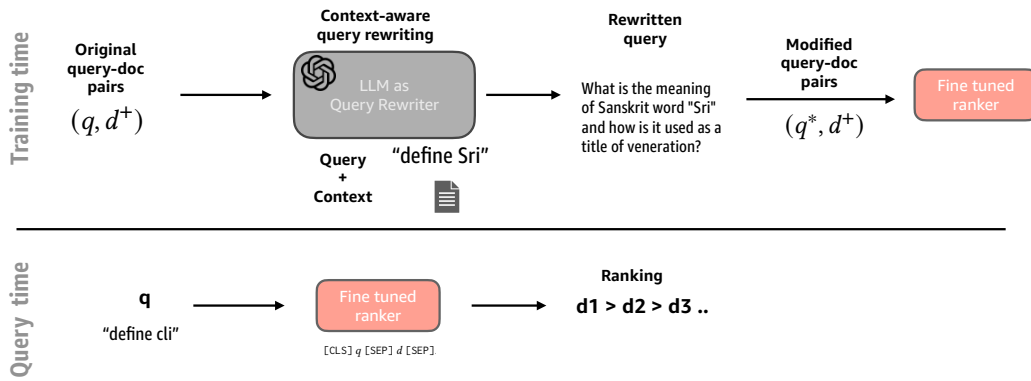 Training time
Original
query-doc
pairs
(q, d⁺)
Context-aware
query rewriting
LLM as
Query Rewriter
Query
+
Context
“define Sri”
Rewritten
query
What is the meaning
of Sanskrit word "Sri"
and how is it used as a
title of veneration?
Modified
query-doc
pairs
(q*, d⁺)
Fine tuned
ranker
Query time
q
“define cli”
Fine tuned
ranker
[CLS] q [SEP] d [SEP].
Ranking
d1 > d2 > d3 ..